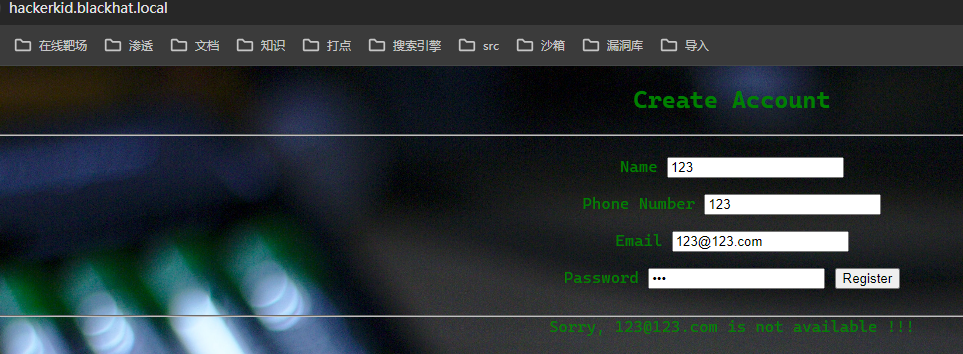 hackerkid.blackhat.local
在线靶场 渗透 文档 知识 打点 搜索引擎 src 沙箱 漏洞库 导入
Create Account
Name 123
Phone Number 123
Email 123@123.com
Password ••• Register
Sorry, 123@123.com is not available !!!